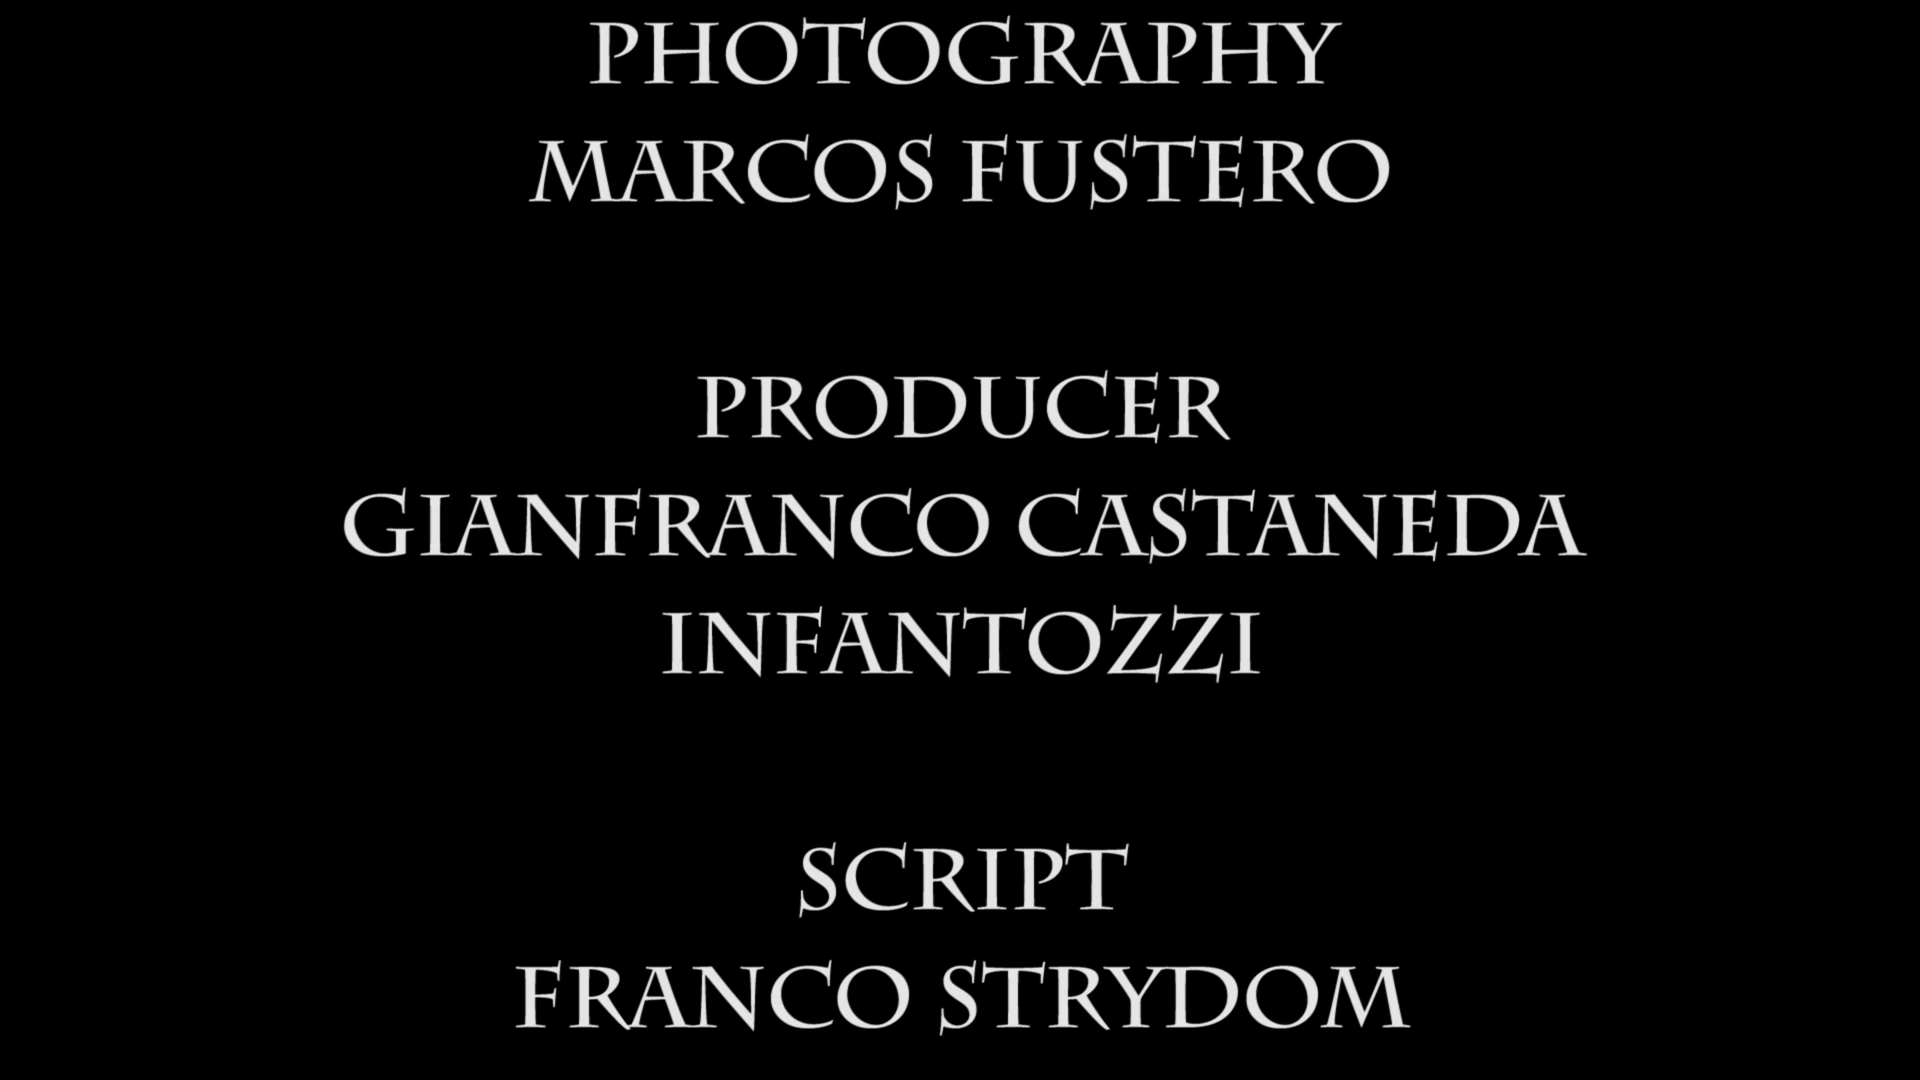 PHOTOGRAPHY
MARCOS FUSTERO
PRODUCER
GIANFRANCO CASTANEDA
INFANTOZZI
SCRIPT
FRANCO STRYDOM